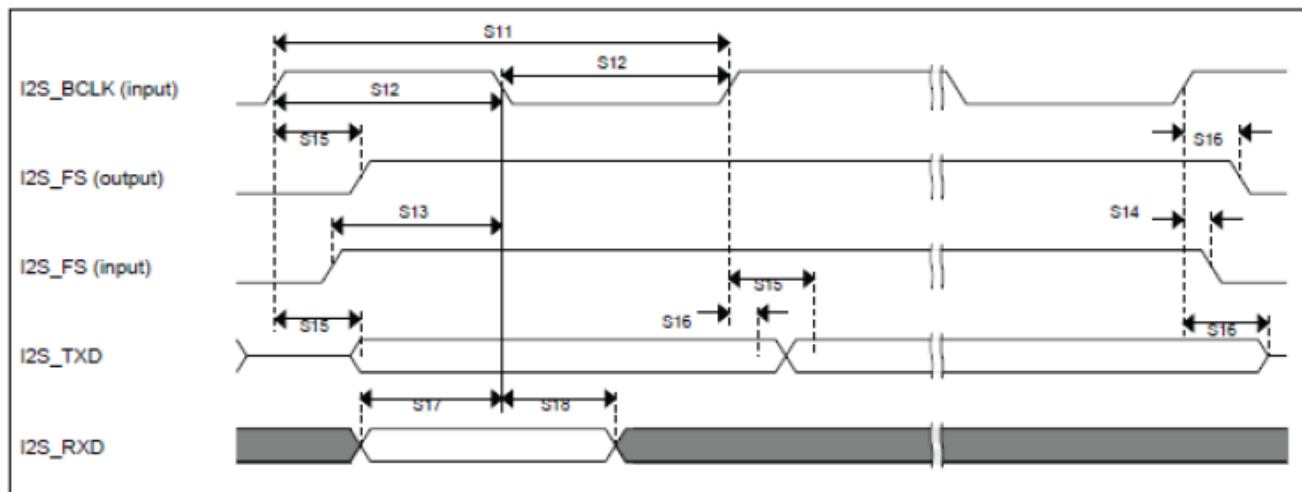 S11
S12
I2S_BCLK (input)
S12
S15
S16
I2S_FS (output)
S13
S14
I2S_FS (input)
S15
S15
S16
S16
I2S_TXD
S17
S18
I2S_RXD